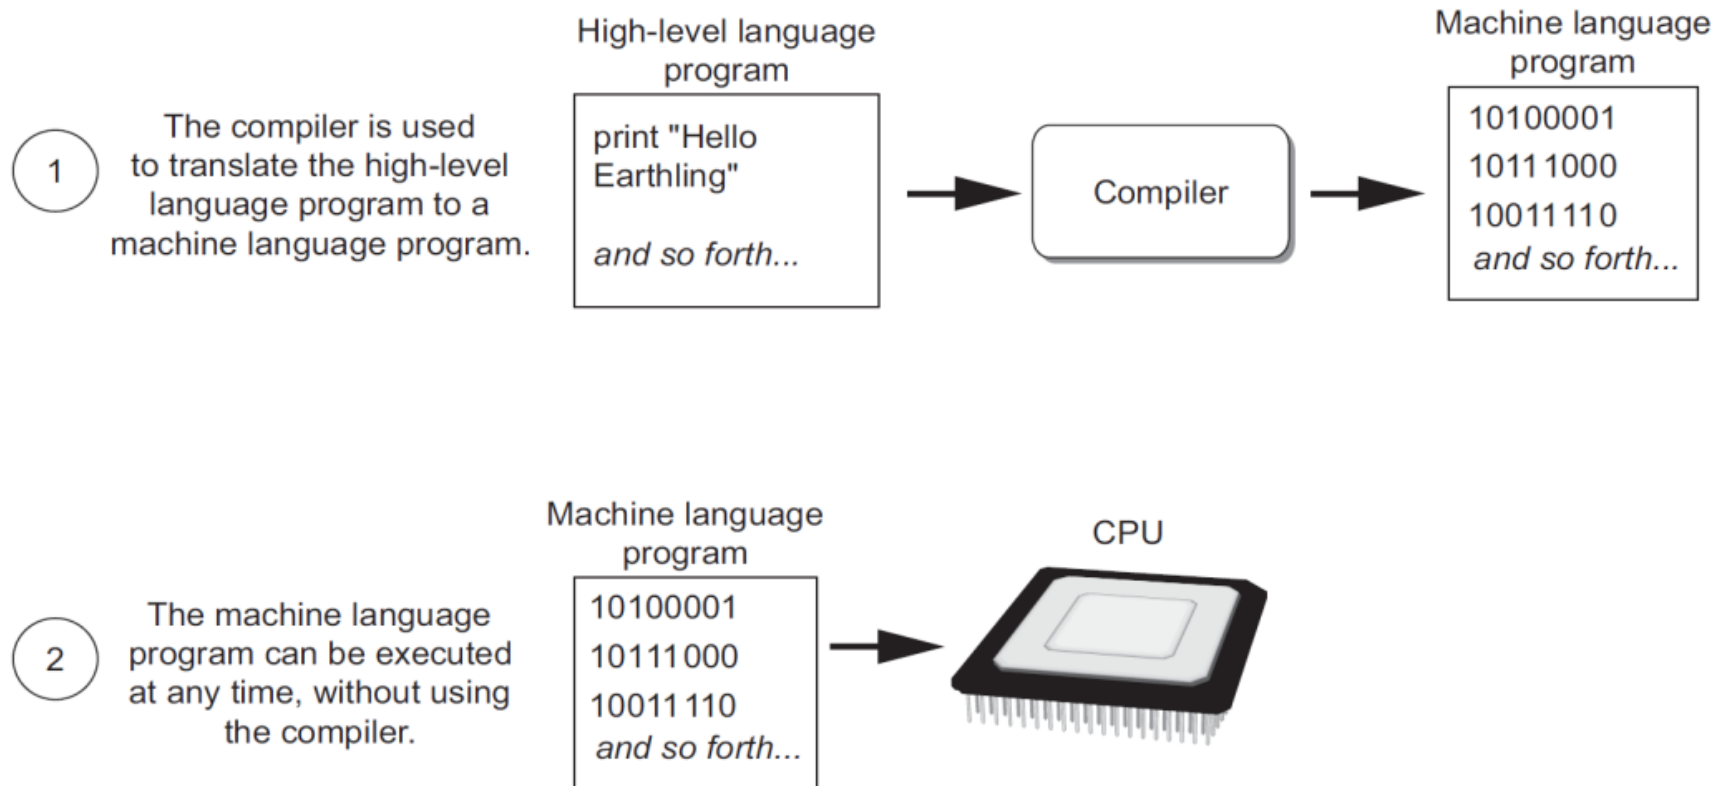 1
The compiler is used
to translate the high-level
language program to a
machine language program.
High-level language
program
print "Hello
Earthling"
and so forth...
Compiler
Machine language
program
10100001
10111000
10011110
and so forth...
2
The machine language
program can be executed
at any time, without using
the compiler.
Machine language
program
10100001
10111000
10011110
and so forth...
CPU